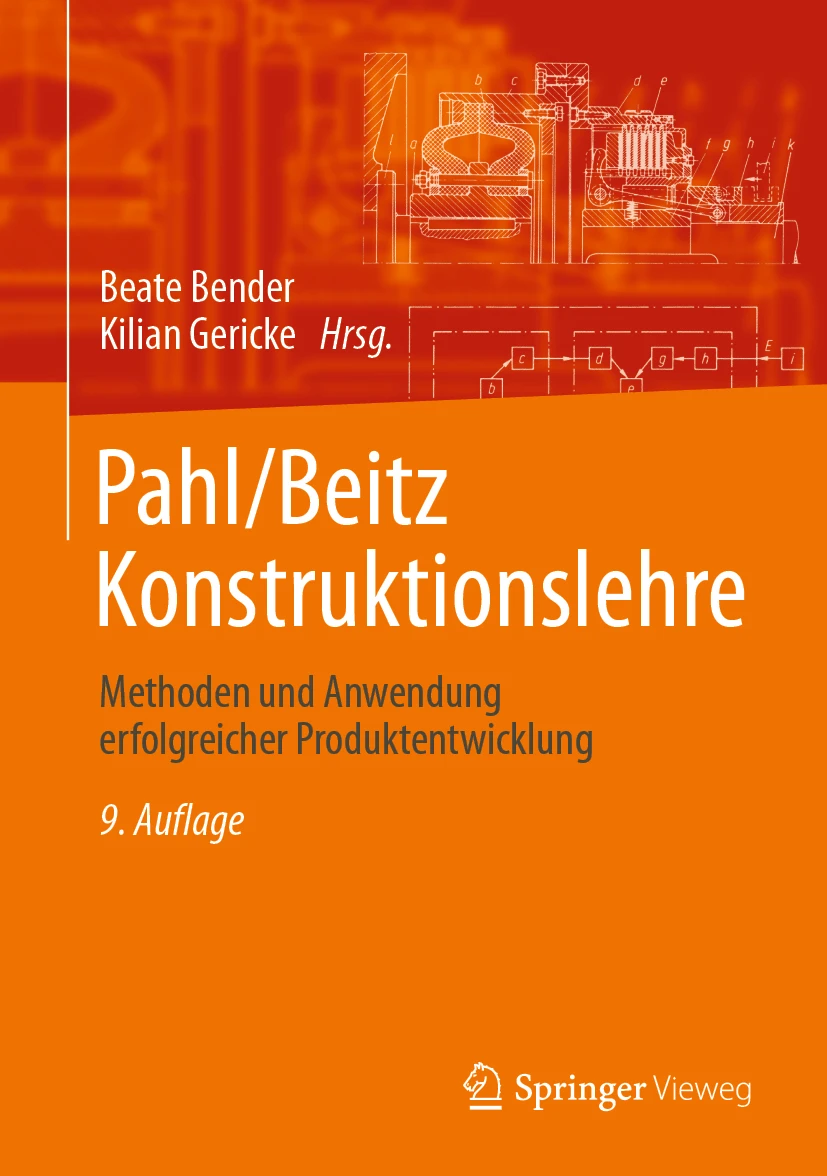 b c d e
l a f g h i k
Beate Bender
Kilian Gericke Hrsg.
c d g h E i
b e
Pahl/Beitz
Konstruktionslehre
Methoden und Anwendung
erfolgreicher Produktentwicklung
9. Auflage
Springer Vieweg